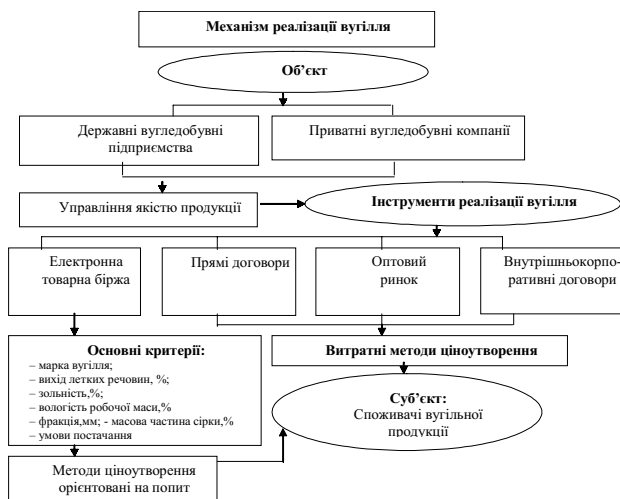 Механізм реалізації вугілля
Об’єкт
Державні вугледобувні
підприємства
Приватні вугледобувні компанії
Управління якістю продукції
Інструменти реалізації вугілля
Електронна
товарна біржа
Прямі договори
Оптовий
ринок
Внутрішньокорпо-
ративні договори
Основні критерії:
– марка вугілля;
– вихід летких речовин, %;
– зольність,%;
– вологість робочої маси,%
– фракція,мм; - масова частина сірки,%
– умови постачання
Витратні методи ціноутворення
Суб’єкт:
Споживачі вугільної
продукції
Методи ціноутворення
орієнтовані на попит